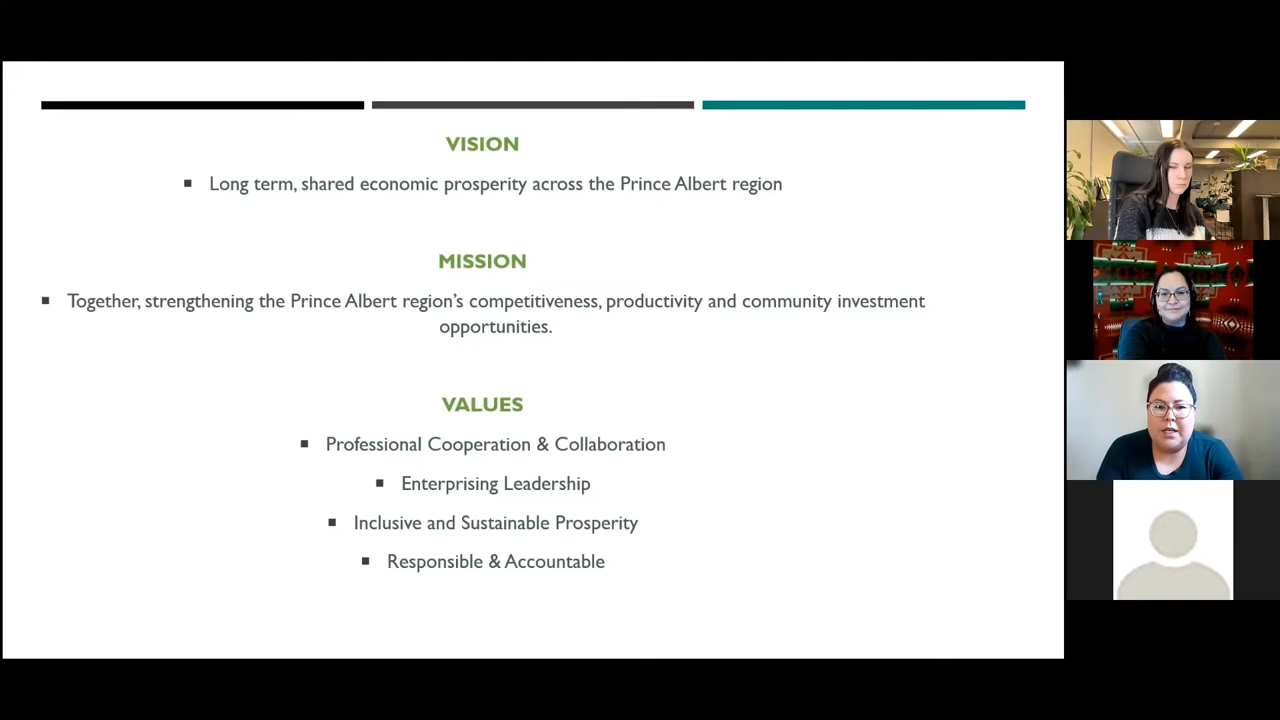 VISION
▪ Long term, shared economic prosperity across the Prince Albert region
MISSION
▪ Together, strengthening the Prince Albert region's competitiveness, productivity and community investment
opportunities.
VALUES
▪ Professional Cooperation & Collaboration
▪ Enterprising Leadership
▪ Inclusive and Sustainable Prosperity
▪ Responsible & Accountable